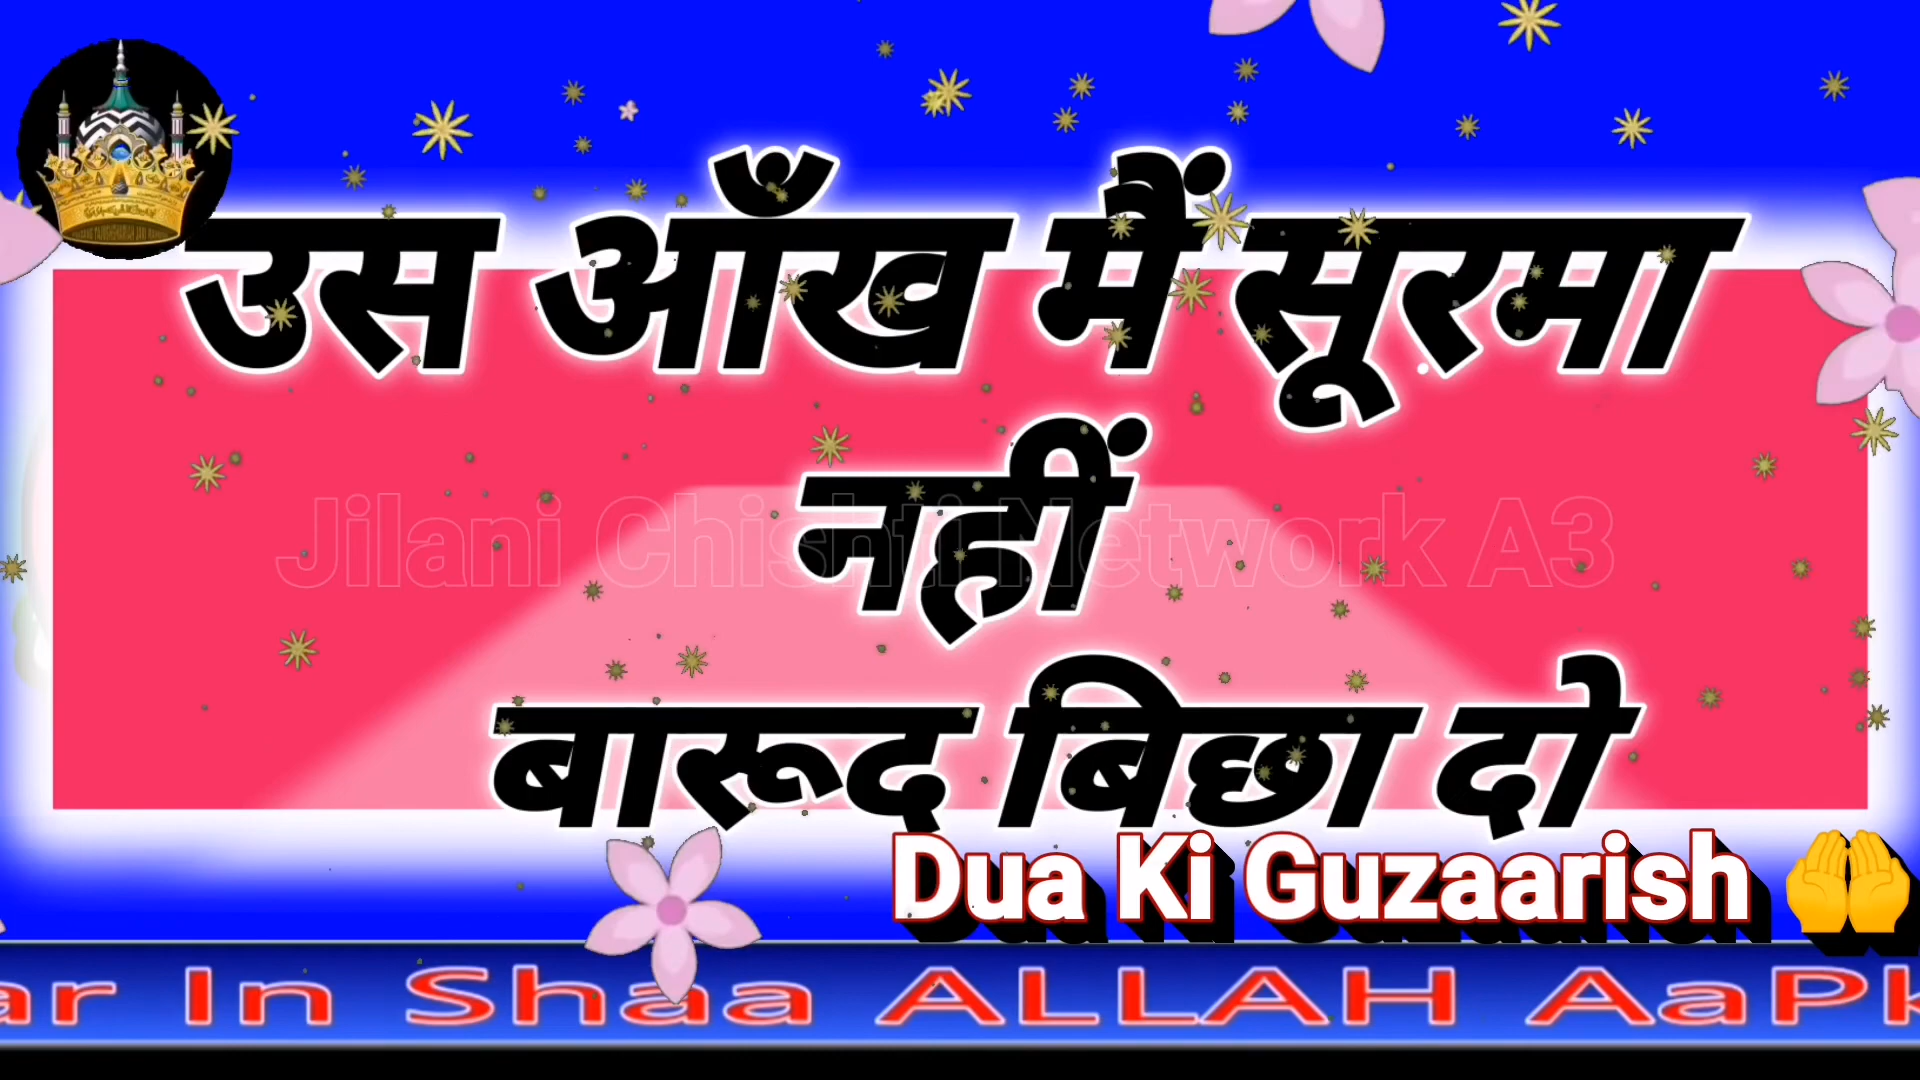 उस आँख मैं सूरमा
नहीं
Jilani Chishti Network A3
बारूद बिछा दो
Dua Ki Guzaarish 🤲
ar In Shaa ALLAH AaPk